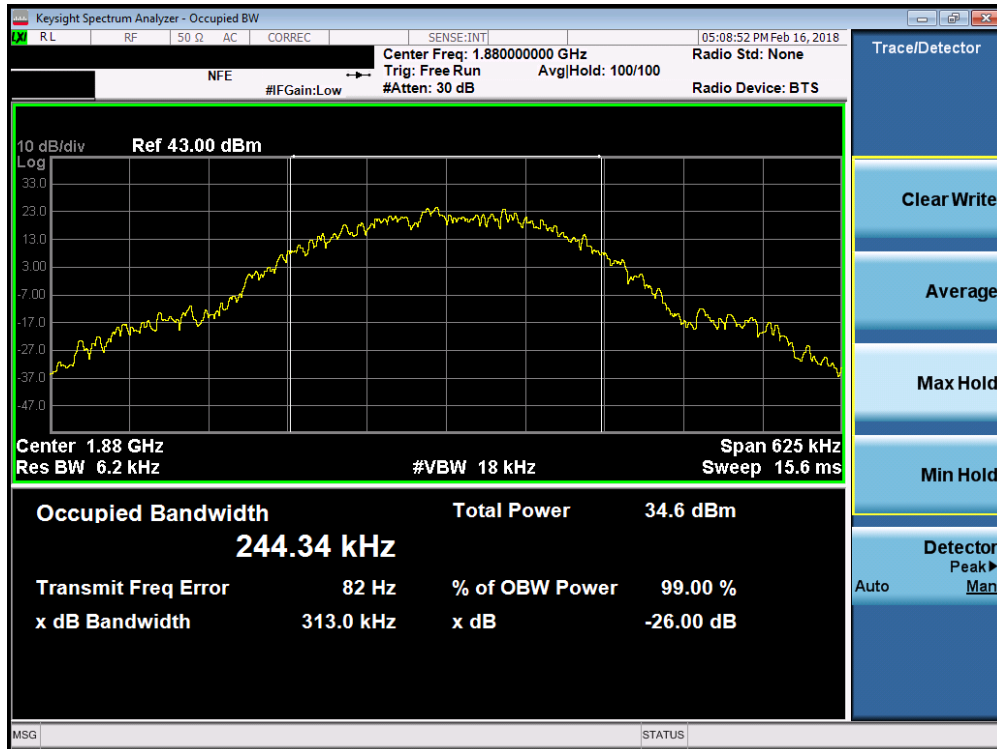 Keysight Spectrum Analyzer - Occupied BW
LXI RL RF 50 Ω AC CORREC SENSE:INT 05:08:52 PM Feb 16, 2018
Center Freq: 1.880000000 GHz Radio Std: None
NFE Trig: Free Run Avg|Hold: 100/100
#IFGain:Low #Atten: 30 dB Radio Device: BTS
10 dB/div Ref 43.00 dBm
Log
33.0
23.0
13.0
3.00
-7.00
-17.0
-27.0
-37.0
-47.0
Center 1.88 GHz Span 625 kHz
Res BW 6.2 kHz #VBW 18 kHz Sweep 15.6 ms
Occupied Bandwidth Total Power 34.6 dBm
244.34 kHz
Transmit Freq Error 82 Hz % of OBW Power 99.00 %
x dB Bandwidth 313.0 kHz x dB -26.00 dB
MSG STATUS
Trace/Detector
Clear Write
Average
Max Hold
Min Hold
Detector
Peak▶
Auto Man